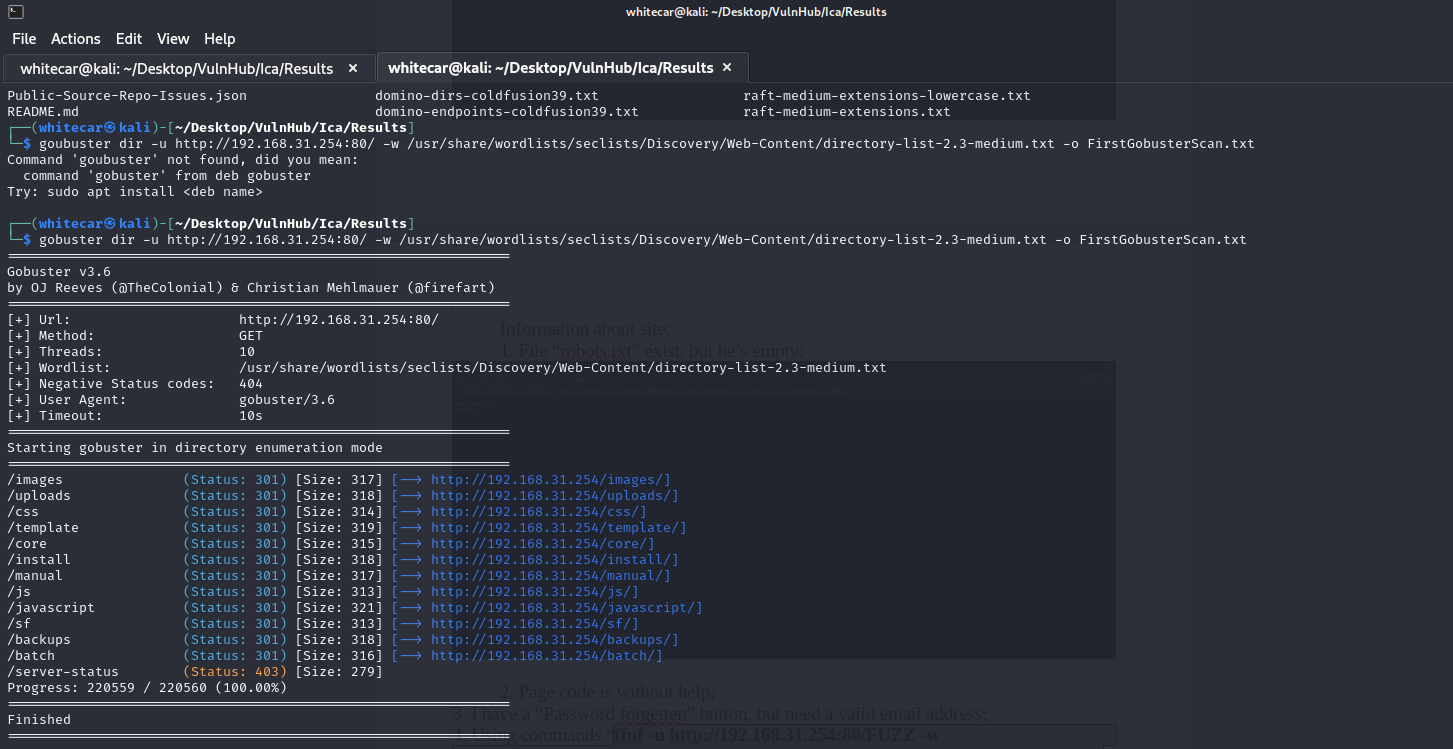 whitecar@kali: ~/Desktop/VulnHub/Ica/Results
File Actions Edit View Help
whitecar@kali: ~/Desktop/VulnHub/Ica/Results × whitecar@kali: ~/Desktop/VulnHub/Ica/Results ×
Public-Source-Repo-Issues.json domino-dirs-coldfusion39.txt raft-medium-extensions-lowercase.txt
README.md domino-endpoints-coldfusion39.txt raft-medium-extensions.txt
┌──(whitecar㉿kali)-[~/Desktop/VulnHub/Ica/Results]
└─$ goubuster dir -u http://192.168.31.254:80/ -w /usr/share/wordlists/seclists/Discovery/Web-Content/directory-list-2.3-medium.txt -o FirstGobusterScan.txt
Command 'goubuster' not found, did you mean:
command 'gobuster' from deb gobuster
Try: sudo apt install <deb name>
┌──(whitecar㉿kali)-[~/Desktop/VulnHub/Ica/Results]
└─$ gobuster dir -u http://192.168.31.254:80/ -w /usr/share/wordlists/seclists/Discovery/Web-Content/directory-list-2.3-medium.txt -o FirstGobusterScan.txt
===============================================================
Gobuster v3.6
by OJ Reeves (@TheColonial) & Christian Mehlmauer (@firefart)
===============================================================
[+] Url: http://192.168.31.254:80/
[+] Method: GET
[+] Threads: 10
[+] Wordlist: /usr/share/wordlists/seclists/Discovery/Web-Content/directory-list-2.3-medium.txt
[+] Negative Status codes: 404
[+] User Agent: gobuster/3.6
[+] Timeout: 10s
===============================================================
Starting gobuster in directory enumeration mode
===============================================================
/images (Status: 301) [Size: 317] [--> http://192.168.31.254/images/]
/uploads (Status: 301) [Size: 318] [--> http://192.168.31.254/uploads/]
/css (Status: 301) [Size: 314] [--> http://192.168.31.254/css/]
/template (Status: 301) [Size: 319] [--> http://192.168.31.254/template/]
/core (Status: 301) [Size: 315] [--> http://192.168.31.254/core/]
/install (Status: 301) [Size: 318] [--> http://192.168.31.254/install/]
/manual (Status: 301) [Size: 317] [--> http://192.168.31.254/manual/]
/js (Status: 301) [Size: 313] [--> http://192.168.31.254/js/]
/javascript (Status: 301) [Size: 321] [--> http://192.168.31.254/javascript/]
/sf (Status: 301) [Size: 313] [--> http://192.168.31.254/sf/]
/backups (Status: 301) [Size: 318] [--> http://192.168.31.254/backups/]
/batch (Status: 301) [Size: 316] [--> http://192.168.31.254/batch/]
/server-status (Status: 403) [Size: 279]
Progress: 220559 / 220560 (100.00%)
===============================================================
Finished
===============================================================
Information about site:
1. File “robots.txt” exist, but he’s empty:
2. Page code is without help;
3. I have a “Password forgetten” button, but need a valid email address;
4. Using commands “ffuf -u http://192.168.31.254:80/FUZZ -w